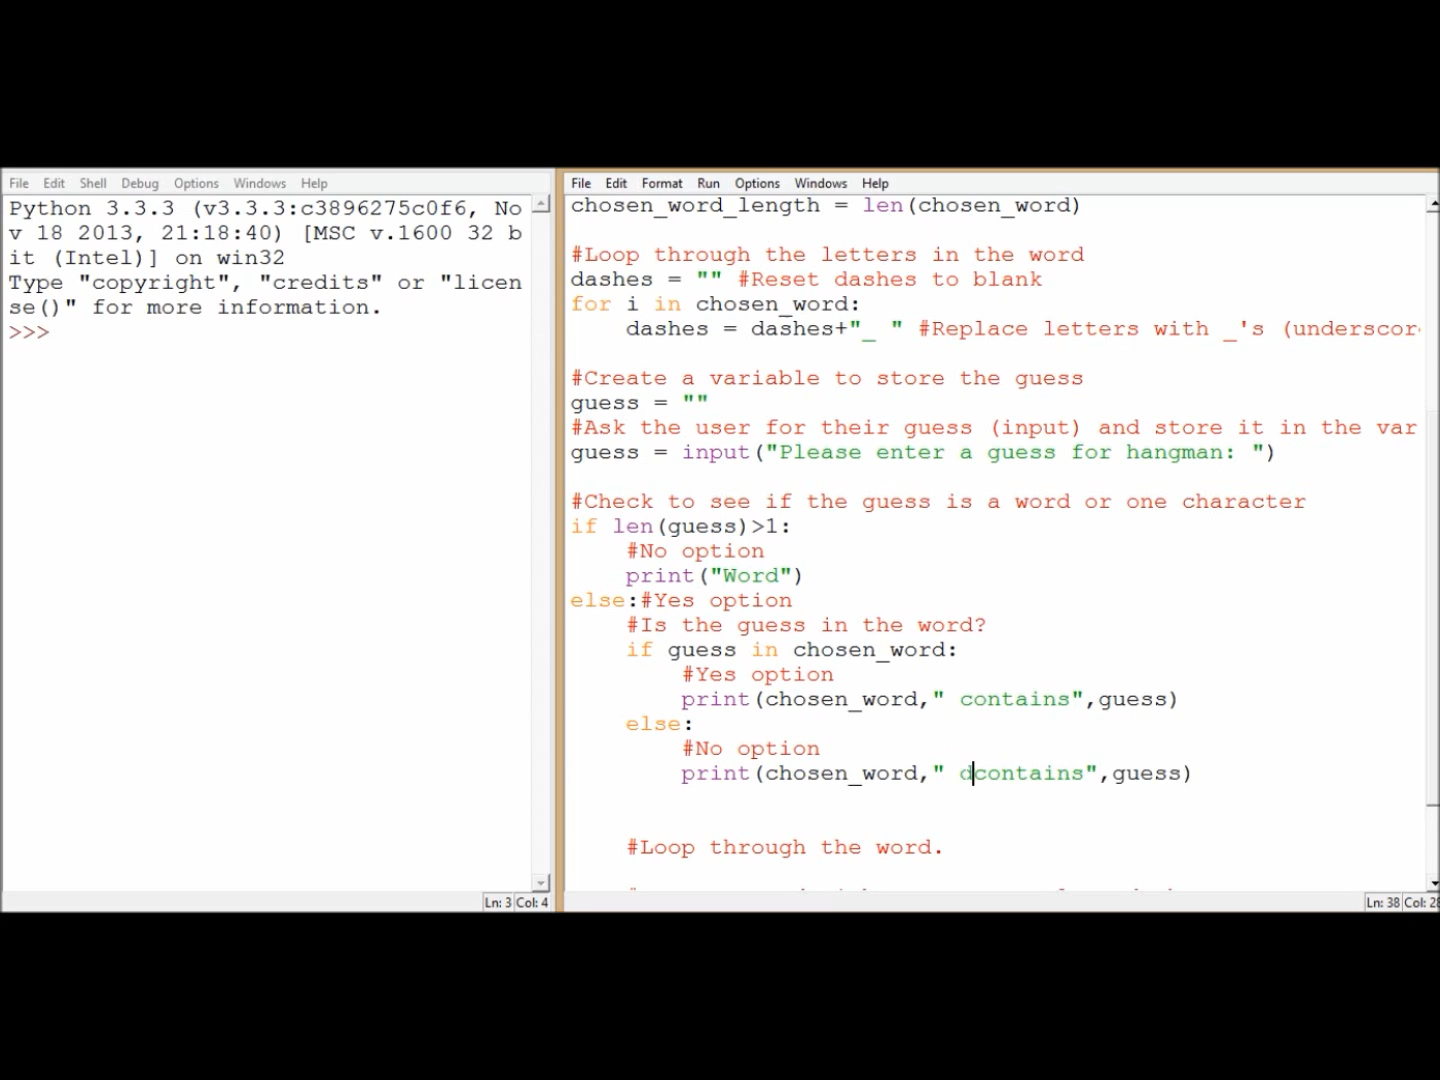 File Edit Shell Debug Options Windows Help
Python 3.3.3 (v3.3.3:c3896275c0f6, No
v 18 2013, 21:18:40) [MSC v.1600 32 b
it (Intel)] on win32
Type "copyright", "credits" or "licen
se()" for more information.
>>>
Ln: 3 Col: 4
File Edit Format Run Options Windows Help
chosen_word_length = len(chosen_word)
#Loop through the letters in the word
dashes = "" #Reset dashes to blank
for i in chosen_word:
    dashes = dashes+"_ " #Replace letters with _'s (underscor
#Create a variable to store the guess
guess = ""
#Ask the user for their guess (input) and store it in the var
guess = input("Please enter a guess for hangman: ")
#Check to see if the guess is a word or one character
if len(guess)>1:
    #No option
    print("Word")
else:#Yes option
    #Is the guess in the word?
    if guess in chosen_word:
        #Yes option
        print(chosen_word," contains",guess)
    else:
        #No option
        print(chosen_word," dcontains",guess)
    #Loop through the word.
Ln: 38 Col: 28